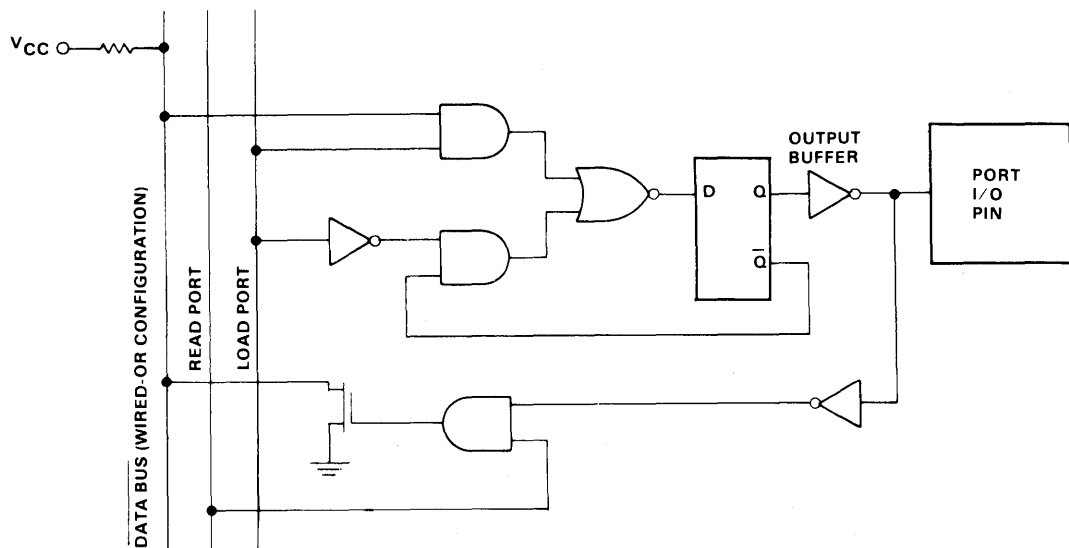 VCC
OUTPUT
BUFFER
PORT
I/O
PIN
D
Q
Q̅
DATA BUS (WIRED-OR CONFIGURATION)
READ PORT
LOAD PORT